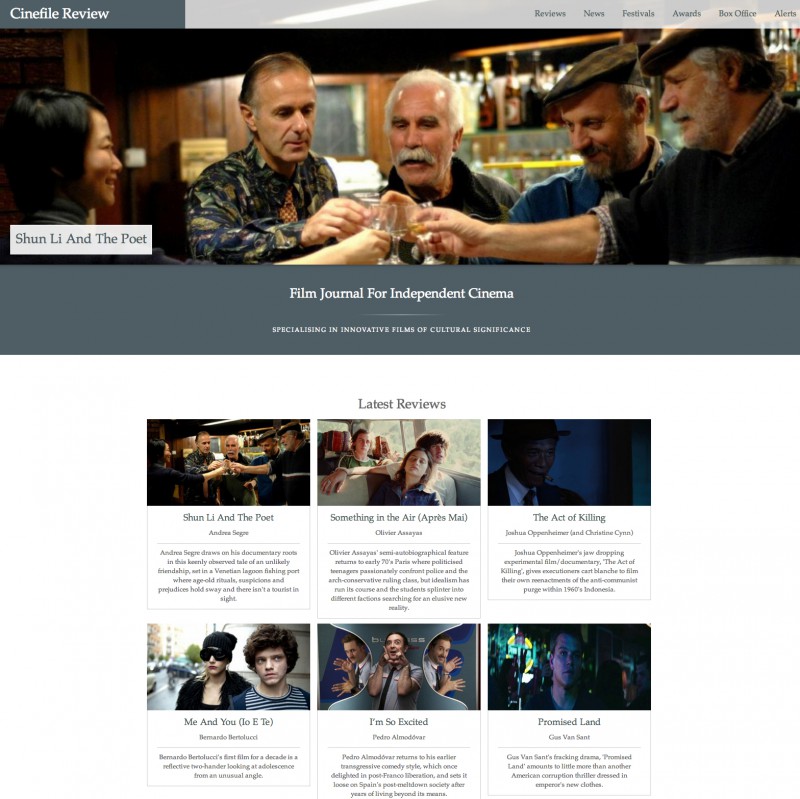 Cinefile Review
Reviews News Festivals Awards Box Office Alerts
Shun Li And The Poet
Film Journal For Independent Cinema
SPECIALISING IN INNOVATIVE FILMS OF CULTURAL SIGNIFICANCE
Latest Reviews
Shun Li And The Poet
Andrea Segre
Andrea Segre draws on his documentary roots
in this keenly observed tale of an unlikely
friendship, set in a Venetian lagoon fishing port
where age-old rituals, suspicions and
prejudices hold sway and there isn't a tourist in
sight.
Something in the Air (Après Mai)
Olivier Assayas
Olivier Assayas' semi-autobiographical feature
returns to early 70's Paris where politicised
teenagers passionately confront police and the
arch-conservative ruling class, but idealism has
run its course and the students splinter into
different factions searching for an elusive new
reality.
The Act of Killing
Joshua Oppenheimer (and Christine Cynn)
Joshua Oppenheimer's jaw dropping
experimental film/documentary, 'The Act of
Killing', gives executioners cart blanche to film
their own reenactments of the anti-communist
purge within 1960's Indonesia.
Me And You (Io E Te)
Bernardo Bertolucci
Bernardo Bertolucci's first film for a decade is a
reflective two-hander looking at adolescence
from an unusual angle.
I'm So Excited
Pedro Almodóvar
Pedro Almodóvar returns to his earlier
transgressive comedy style, which once
delighted in post-Franco liberation, and sets it
loose on Spain's post-meltdown society after
years of living beyond its means.
Promised Land
Gus Van Sant
Gus Van Sant's fracking drama, 'Promised
Land' amounts to little more than another
American corruption thriller dressed in
emperor's new clothes.